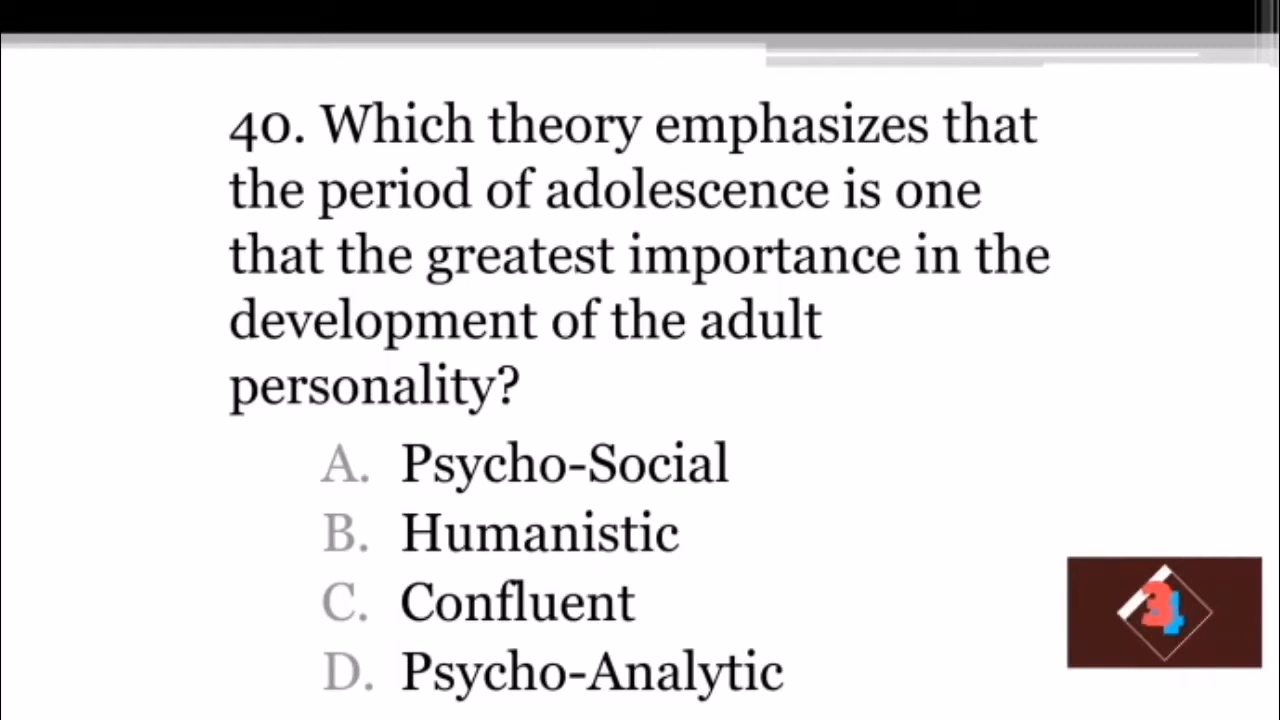 40. Which theory emphasizes that
the period of adolescence is one
that the greatest importance in the
development of the adult
personality?
A. Psycho-Social
B. Humanistic
C. Confluent
D. Psycho-Analytic